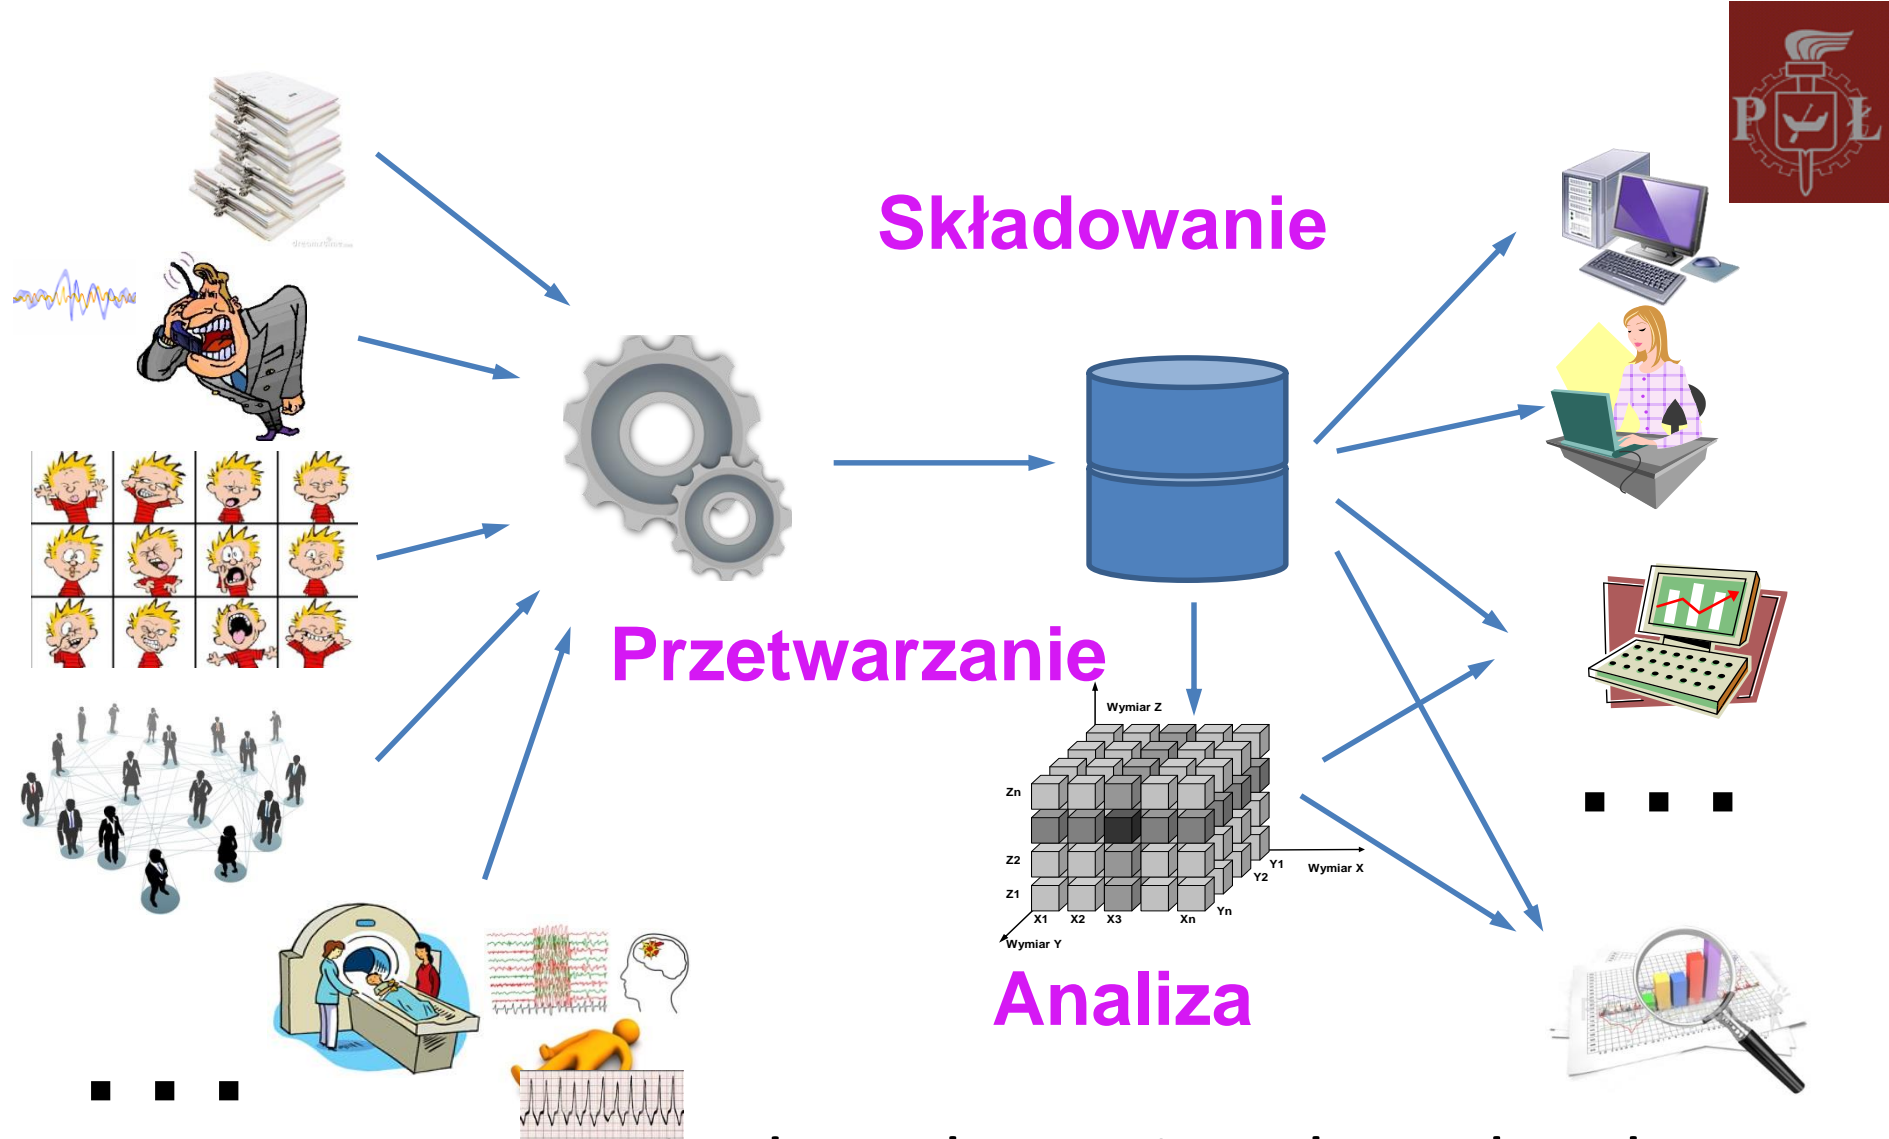 P Ł
Składowanie
Przetwarzanie
Wymiar Z
Zn
Z2
Z1
Y1
Wymiar X
Y2
Yn
X1 X2 X3 Xn
Wymiar Y
Analiza